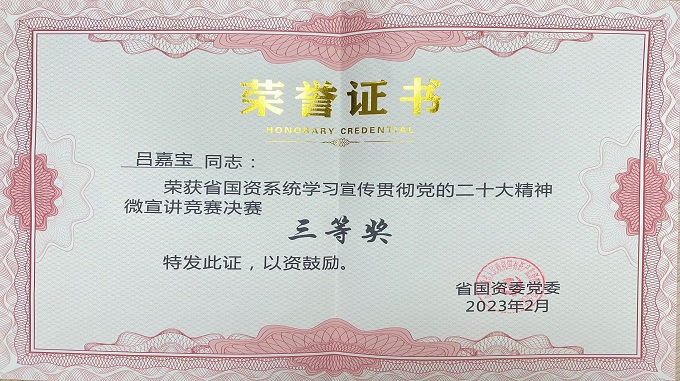 荣誉证书
HONORARY CREDENTIAL
吕嘉宝 同志：
荣获省国资系统学习宣传贯彻党的二十大精神
微宣讲竞赛决赛
三等奖
特发此证，以资鼓励。
省国资委党委
2023年2月